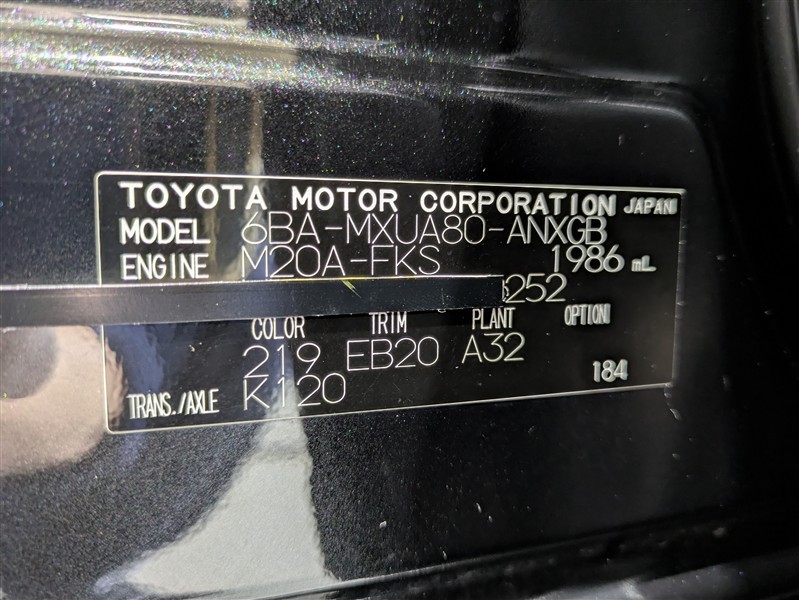 TOYOTA MOTOR CORPORATION JAPAN
MODEL 6BA-MXUA80-ANXGB
ENGINE M20A-FKS 1986 mL
252
COLOR TRIM PLANT OPTION
219 EB20 A32
TRANS./AXLE K120 184